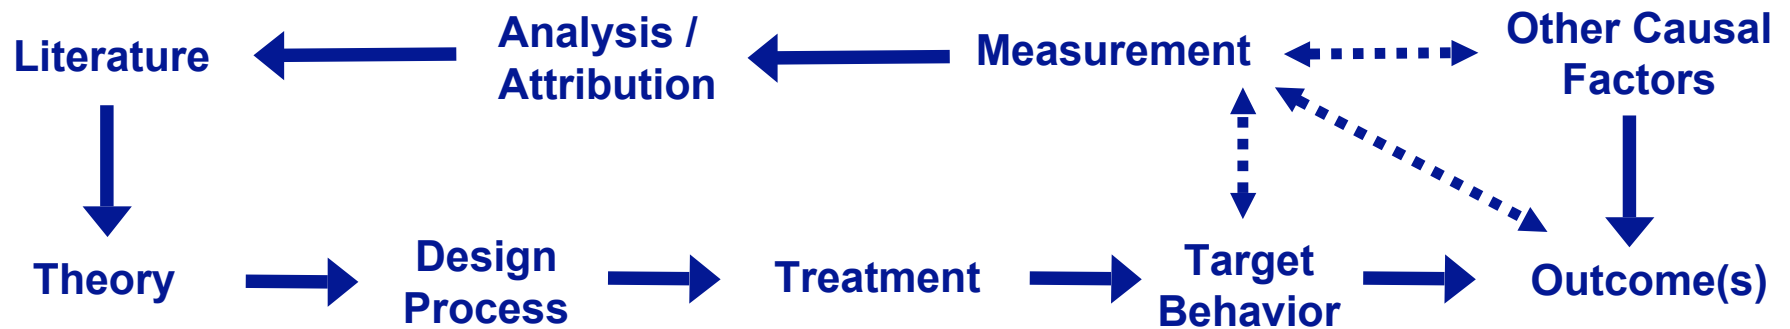 Literature
Analysis /
Attribution
Measurement
Other Causal
Factors
Theory
Design
Process
Treatment
Target
Behavior
Outcome(s)